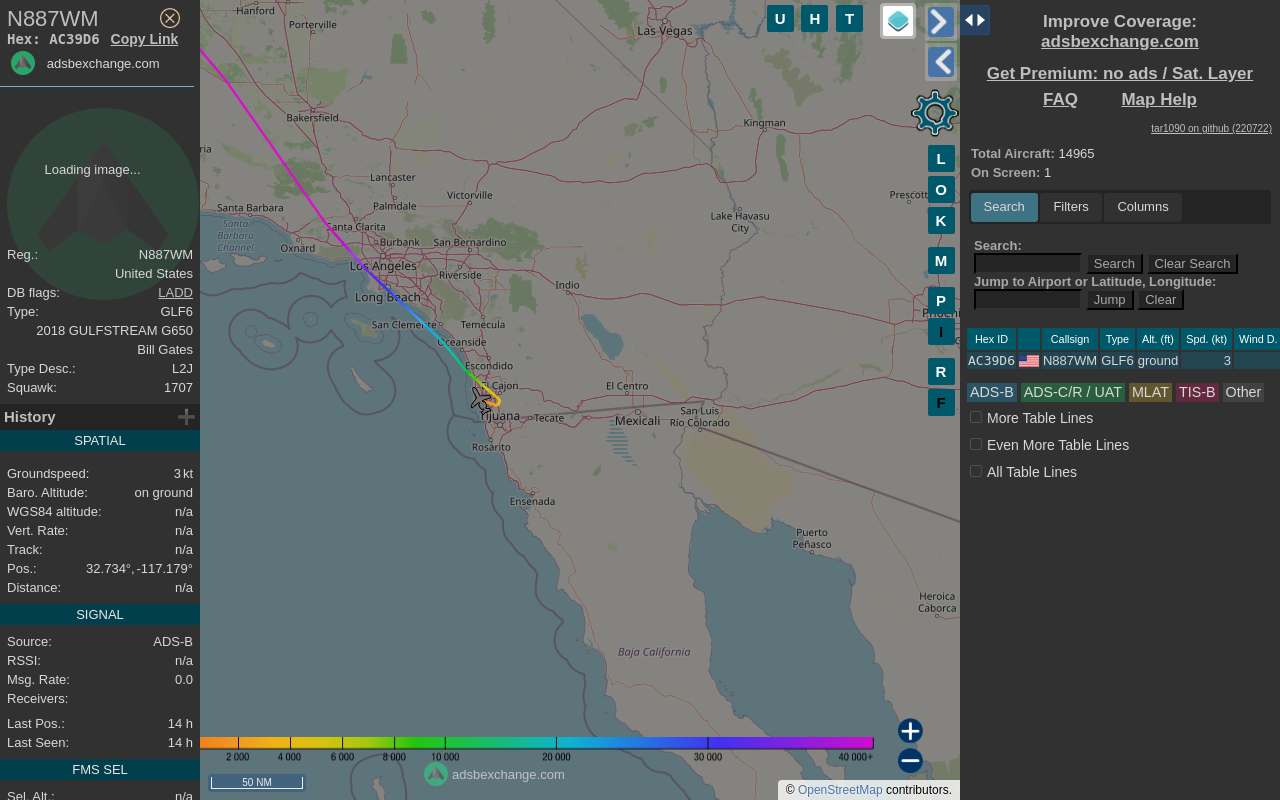 N887WM
Hex: AC39D6 Copy Link
adsbexchange.com
Loading image...
Reg.: N887WM
United States
DB flags: LADD
Type: GLF6
2018 GULFSTREAM G650
Bill Gates
Type Desc.: L2J
Squawk: 1707
History
SPATIAL
Groundspeed: 3 kt
Baro. Altitude: on ground
WGS84 altitude: n/a
Vert. Rate: n/a
Track: n/a
Pos.: 32.734°, -117.179°
Distance: n/a
SIGNAL
Source: ADS-B
RSSI: n/a
Msg. Rate: 0.0
Receivers:
Last Pos.: 14 h
Last Seen: 14 h
FMS SEL
Sel. Alt.: n/a
Hanford
Porterville
Las Vegas
Bakersfield
Kingman
ria
Lancaster
Palmdale
Victorville
Prescott
Santa Barbara
Santa Clarita
Lake Havasu
City
Santa
Barbara
Channel
Oxnard
Burbank
San Bernardino
Los Angeles
Riverside
Indio
Long Beach
San Clemente
Temecula
Oceanside
Escondido
El Cajon
El Centro
Tijuana
Tecate
Mexicali
San Luis
Río Colorado
Rosarito
Ensenada
Puerto
Peñasco
Heroica
Caborca
Baja California
U H T
L
O
K
M
P
I
R
F
2 000 4 000 6 000 8 000 10 000 20 000 30 000 40 000+
50 NM
adsbexchange.com
© OpenStreetMap contributors.
Improve Coverage:
adsbexchange.com
Get Premium: no ads / Sat. Layer
FAQ Map Help
tar1090 on github (220722)
Total Aircraft: 14965
On Screen: 1
Search Filters Columns
Search:
Search Clear Search
Jump to Airport or Latitude, Longitude:
Jump Clear
Hex ID Callsign Type Alt. (ft) Spd. (kt) Wind D.
AC39D6 N887WM GLF6 ground 3
ADS-B ADS-C/R / UAT MLAT TIS-B Other
More Table Lines
Even More Table Lines
All Table Lines